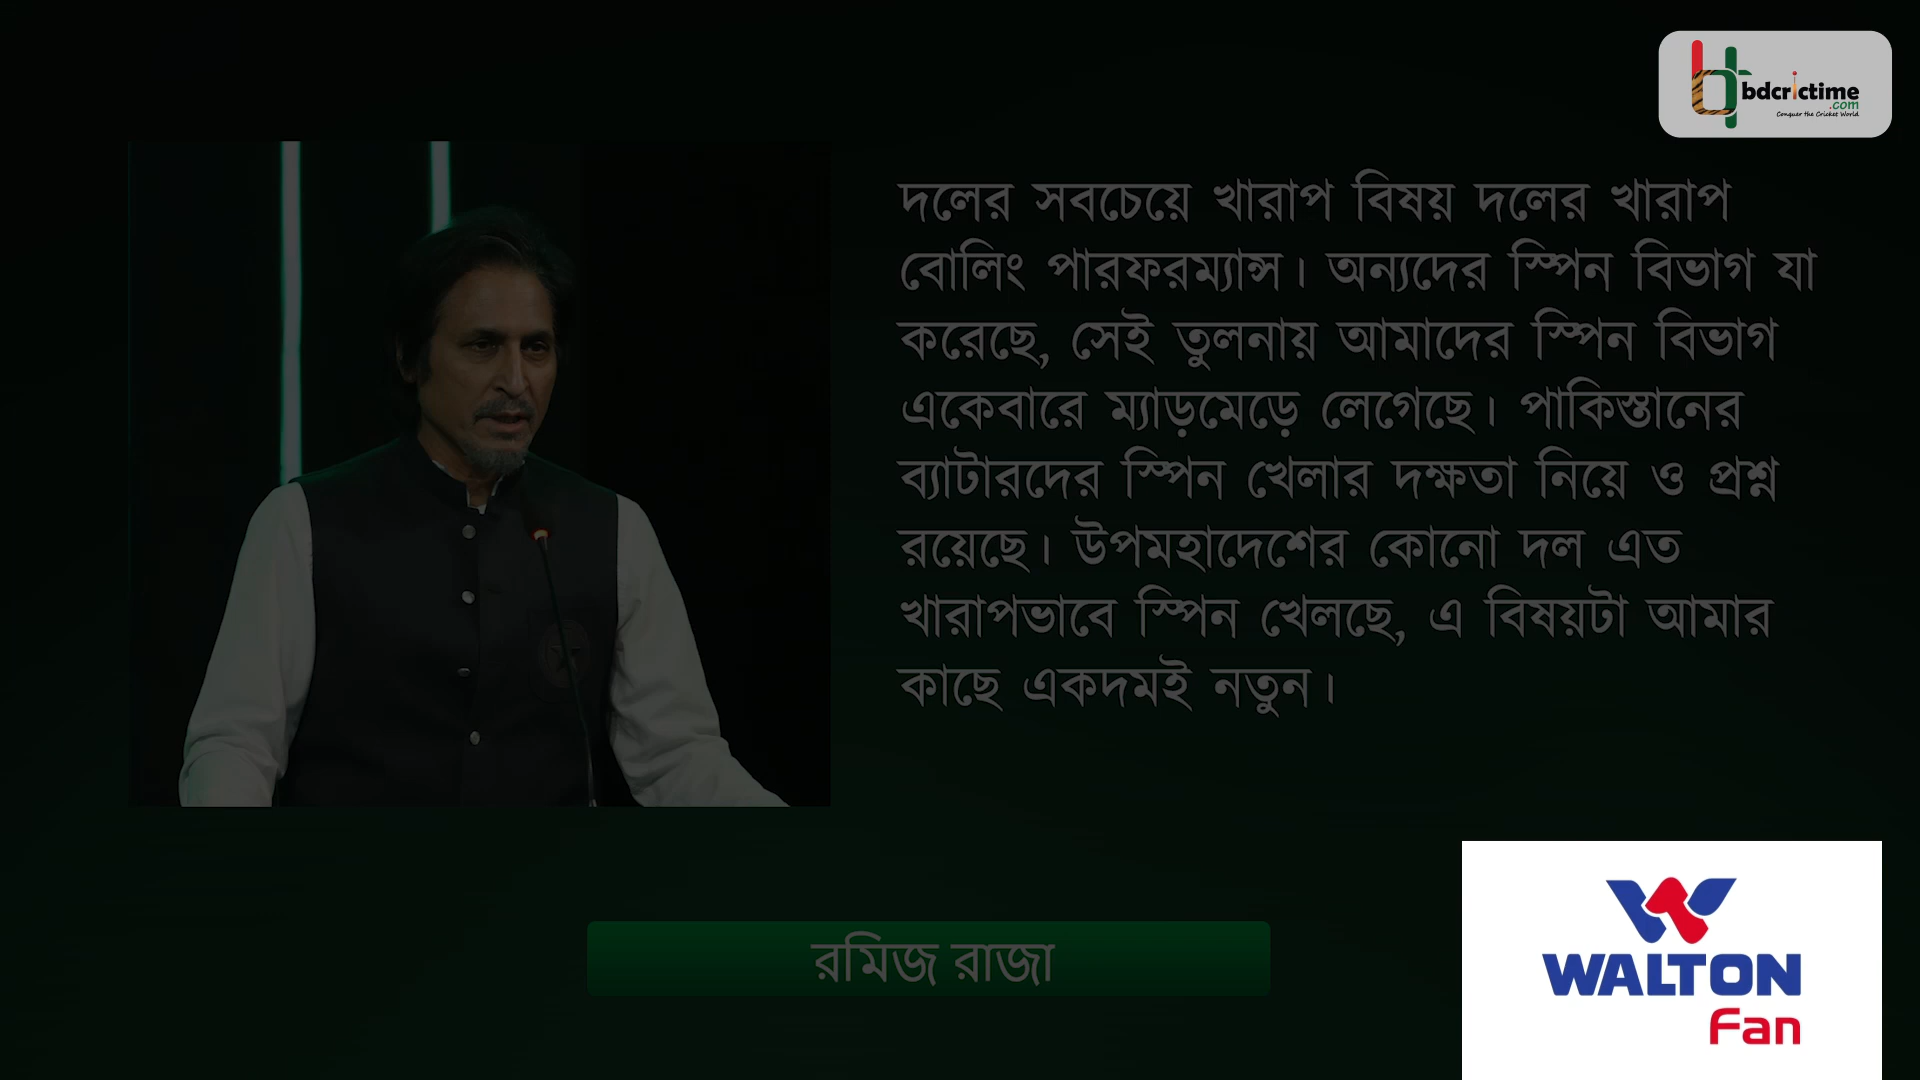 bdcrictime
.com
Conquer the Cricket World
দলের সবচেয়ে খারাপ বিষয় দলের খারাপ
বোলিং পারফরম্যান্স। অন্যদের স্পিন বিভাগ যা
করেছে, সেই তুলনায় আমাদের স্পিন বিভাগ
একেবারে ম্যাড়মেড়ে লেগেছে। পাকিস্তানের
ব্যাটারদের স্পিন খেলার দক্ষতা নিয়ে ও প্রশ্ন
রয়েছে। উপমহাদেশের কোনো দল এত
খারাপভাবে স্পিন খেলছে, এ বিষয়টা আমার
কাছে একদমই নতুন।
রমিজ রাজা
WALTON
Fan